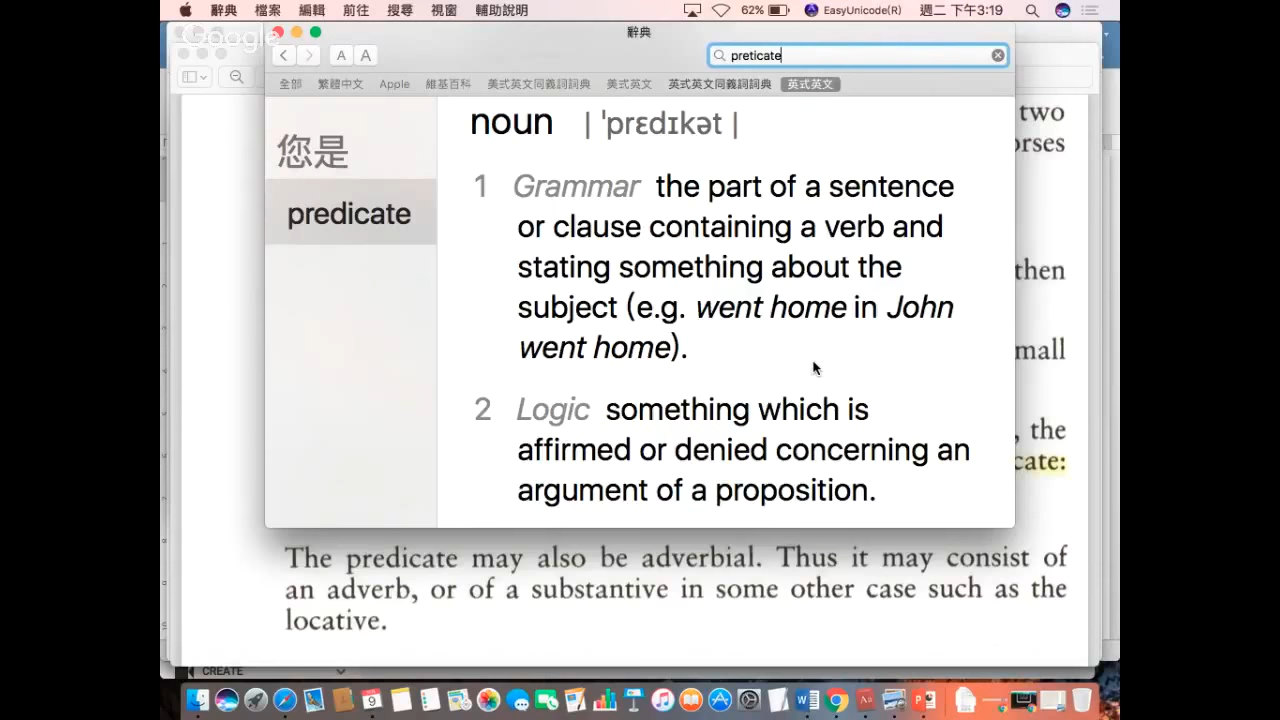 辭典 檔案 編輯 前往 搜尋 視窗 輔助說明 62% EasyUnicode(R) 週二 下午3:19
Google
辭典
A A
preticate
全部 繁體中文 Apple 維基百科 美式英文同義詞詞典 美式英文 英式英文同義詞詞典 英式英文
您是
predicate
noun | ˈprɛdɪkət |
1 Grammar the part of a sentence
or clause containing a verb and
stating something about the
subject (e.g. went home in John
went home).
2 Logic something which is
affirmed or denied concerning an
argument of a proposition.
two
orses
then
mall
, the
cate:
The predicate may also be adverbial. Thus it may consist of
an adverb, or of a substantive in some other case such as the
locative.
CREATE
9